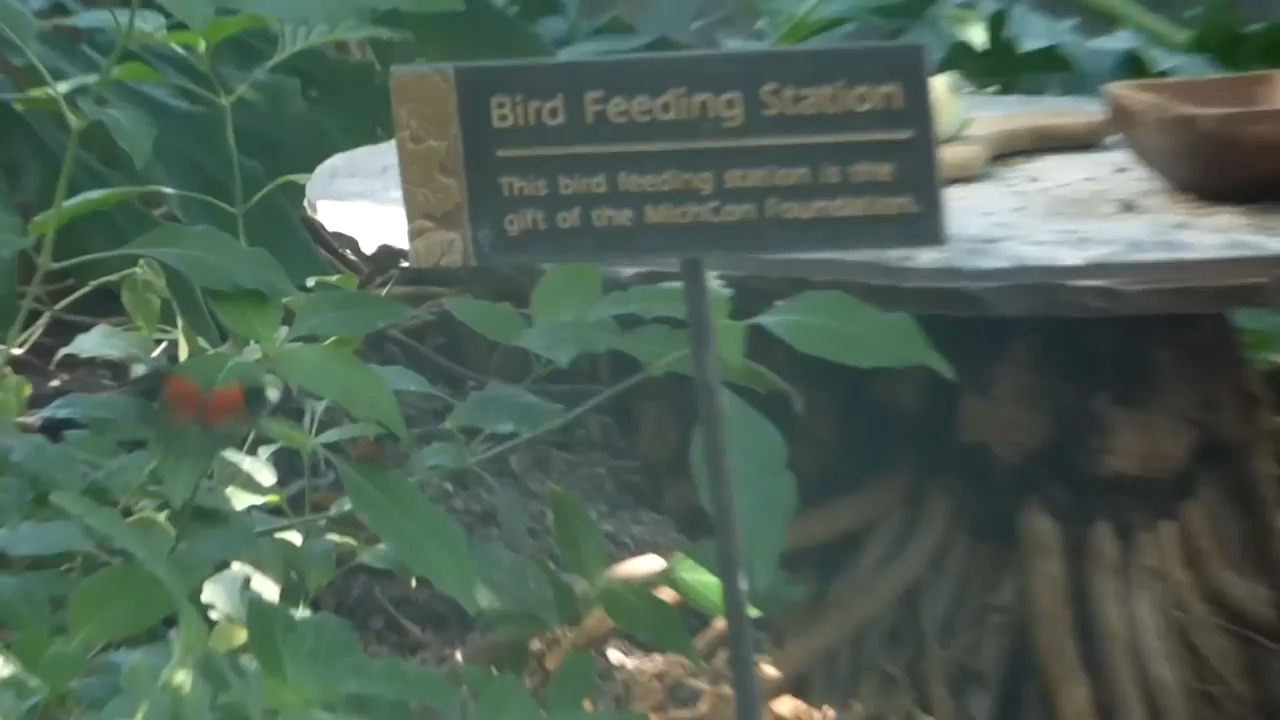 Bird Feeding Station
This bird feeding station is the
gift of the MichCon Foundation.